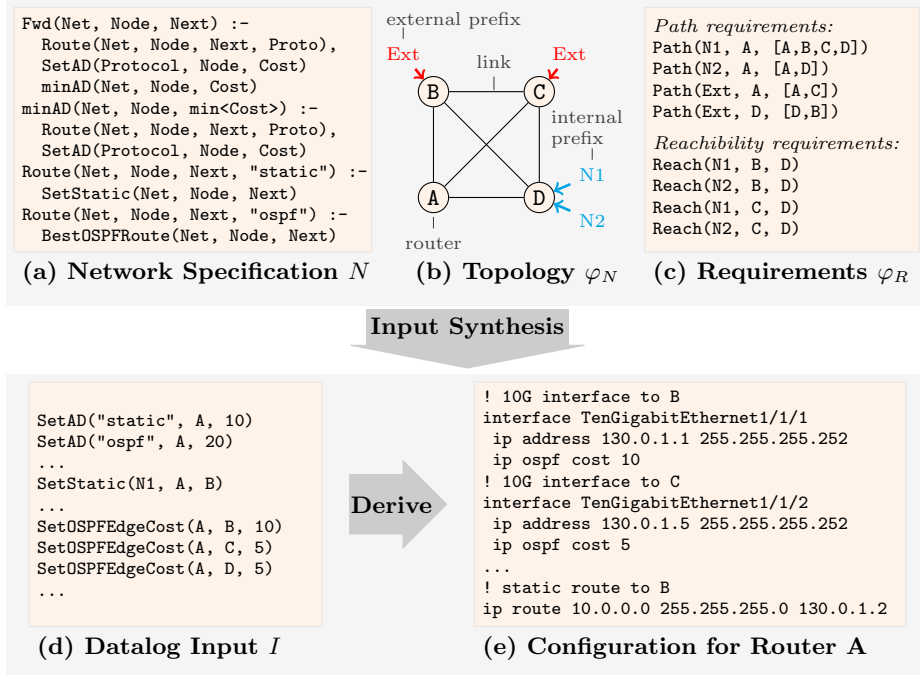 Fwd(Net, Node, Next) :-
Route(Net, Node, Next, Proto),
SetAD(Protocol, Node, Cost)
minAD(Net, Node, Cost)
minAD(Net, Node, min<Cost>) :-
Route(Net, Node, Next, Proto),
SetAD(Protocol, Node, Cost)
Route(Net, Node, Next, "static") :-
SetStatic(Net, Node, Next)
Route(Net, Node, Next, "ospf") :-
BestOSPFRoute(Net, Node, Next)
(a) Network Specification N
external prefix
Ext
Ext
link
B
C
internal
prefix
N1
A
D
N2
router
(b) Topology φN
Path requirements:
Path(N1, A, [A,B,C,D])
Path(N2, A, [A,D])
Path(Ext, A, [A,C])
Path(Ext, D, [D,B])
Reachibility requirements:
Reach(N1, B, D)
Reach(N2, B, D)
Reach(N1, C, D)
Reach(N2, C, D)
(c) Requirements φR
Input Synthesis
SetAD("static", A, 10)
SetAD("ospf", A, 20)
...
SetStatic(N1, A, B)
...
SetOSPFEdgeCost(A, B, 10)
SetOSPFEdgeCost(A, C, 5)
SetOSPFEdgeCost(A, D, 5)
...
(d) Datalog Input I
Derive
! 10G interface to B
interface TenGigabitEthernet1/1/1
ip address 130.0.1.1 255.255.255.252
ip ospf cost 10
! 10G interface to C
interface TenGigabitEthernet1/1/2
ip address 130.0.1.5 255.255.255.252
ip ospf cost 5
...
! static route to B
ip route 10.0.0.0 255.255.255.0 130.0.1.2
(e) Configuration for Router A